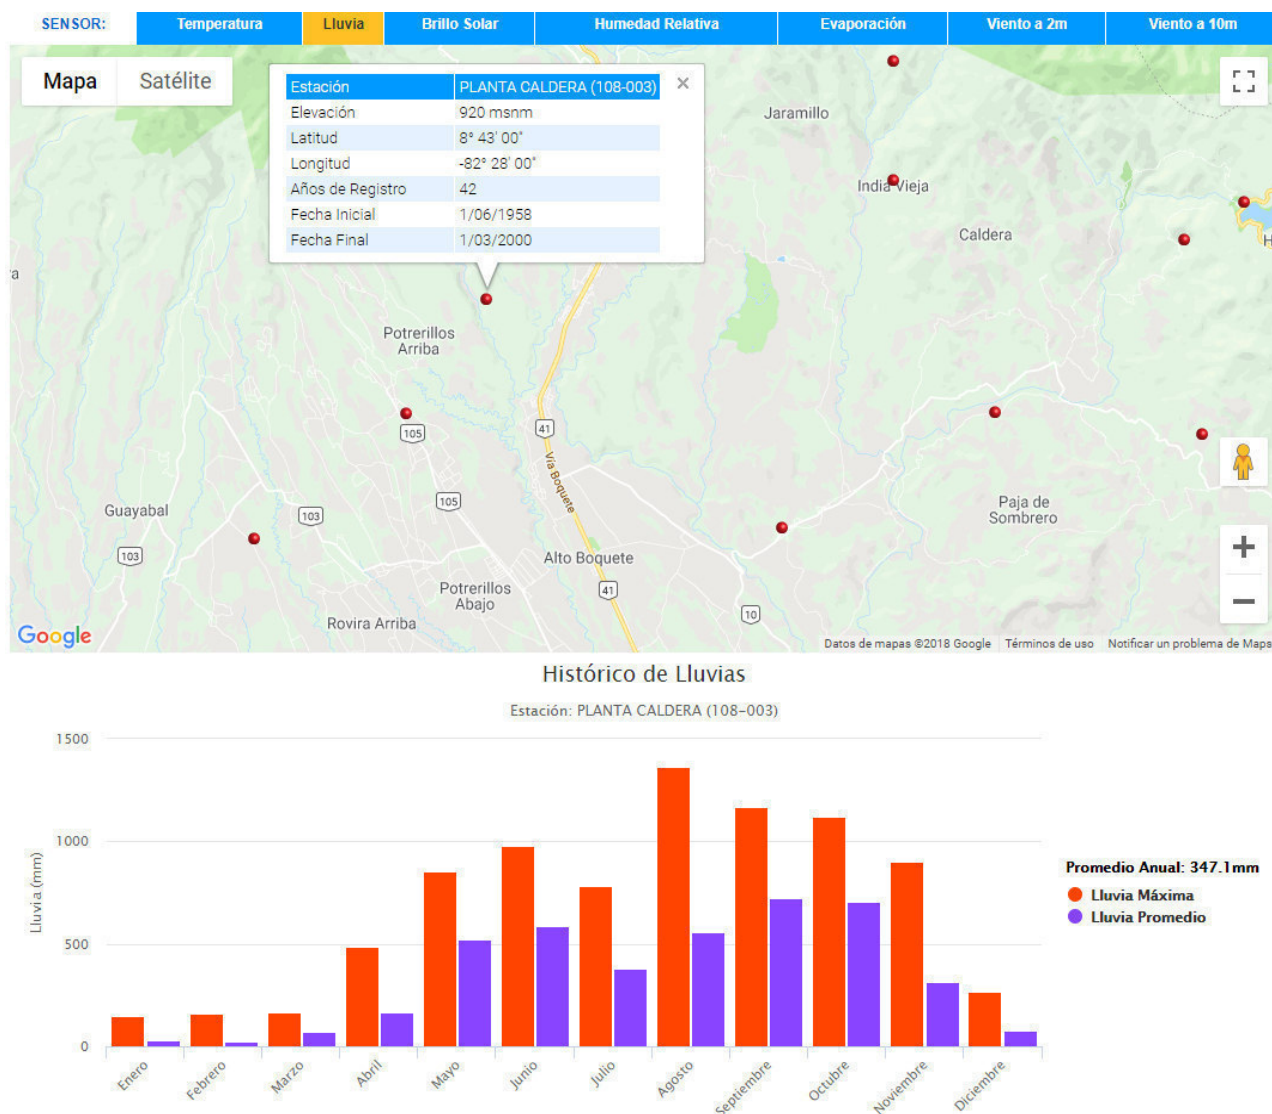 SENSOR: Temperatura Lluvia Brillo Solar Humedad Relativa Evaporación Viento a 2m Viento a 10m
Mapa Satélite
Estación PLANTA CALDERA (108-003)
Elevación 920 msnm
Latitud 8° 43' 00"
Longitud -82° 28' 00"
Años de Registro 42
Fecha Inicial 1/06/1958
Fecha Final 1/03/2000
Jaramillo
India Vieja
Caldera
H
ra
Potrerillos
Arriba
105
41
Vía Boquete
105
103
Guayabal
103
Paja de
Sombrero
Alto Boquete
Potrerillos
Abajo
41
10
Rovira Arriba
Google
Datos de mapas ©2018 Google Términos de uso Notificar un problema de Maps
Histórico de Lluvias
Estación: PLANTA CALDERA (108-003)
1500
1000
500
0
Lluvia (mm)
Promedio Anual: 347.1mm
Lluvia Máxima
Lluvia Promedio
Enero Febrero Marzo Abril Mayo Junio Julio Agosto Septiembre Octubre Noviembre Diciembre